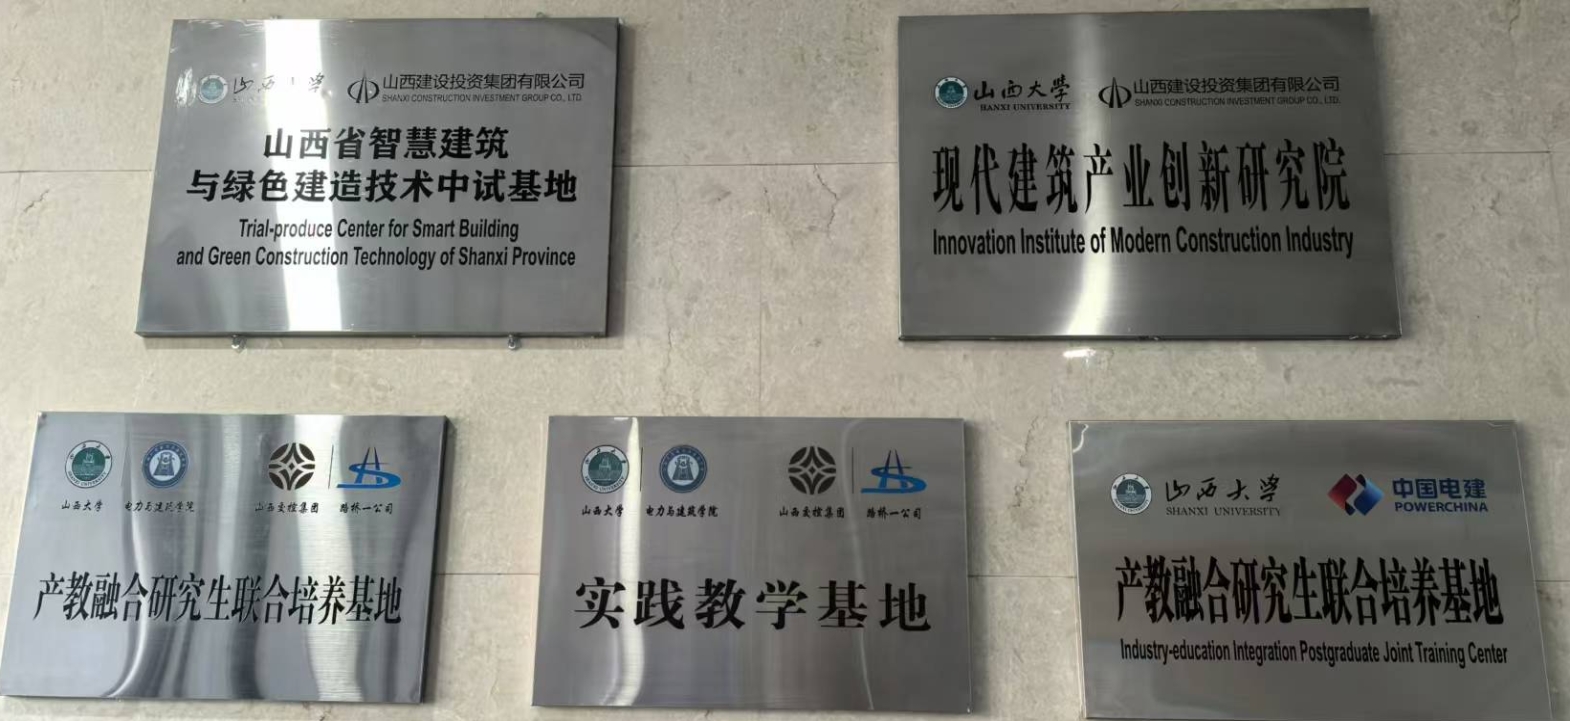 山西大学 山西建设投资集团有限公司
SHANXI CONSTRUCTION INVESTMENT GROUP CO., LTD.
山西省智慧建筑
与绿色建造技术中试基地
Trial-produce Center for Smart Building
and Green Construction Technology of Shanxi Province
山西大學 山西建设投资集团有限公司
HANXI UNIVERSITY SHANXI CONSTRUCTION INVESTMENT GROUP CO., LTD.
现代建筑产业创新研究院
Innovation Institute of Modern Construction Industry
山西大学 电力与建筑学院 山西交控集团 路桥一公司
产教融合研究生联合培养基地
山西大学 电力与建筑学院 山西交控集团 路桥一公司
实践教学基地
山西大學 中国电建
SHANXI UNIVERSITY POWERCHINA
产教融合研究生联合培养基地
Industry-education Integration Postgraduate Joint Training Center